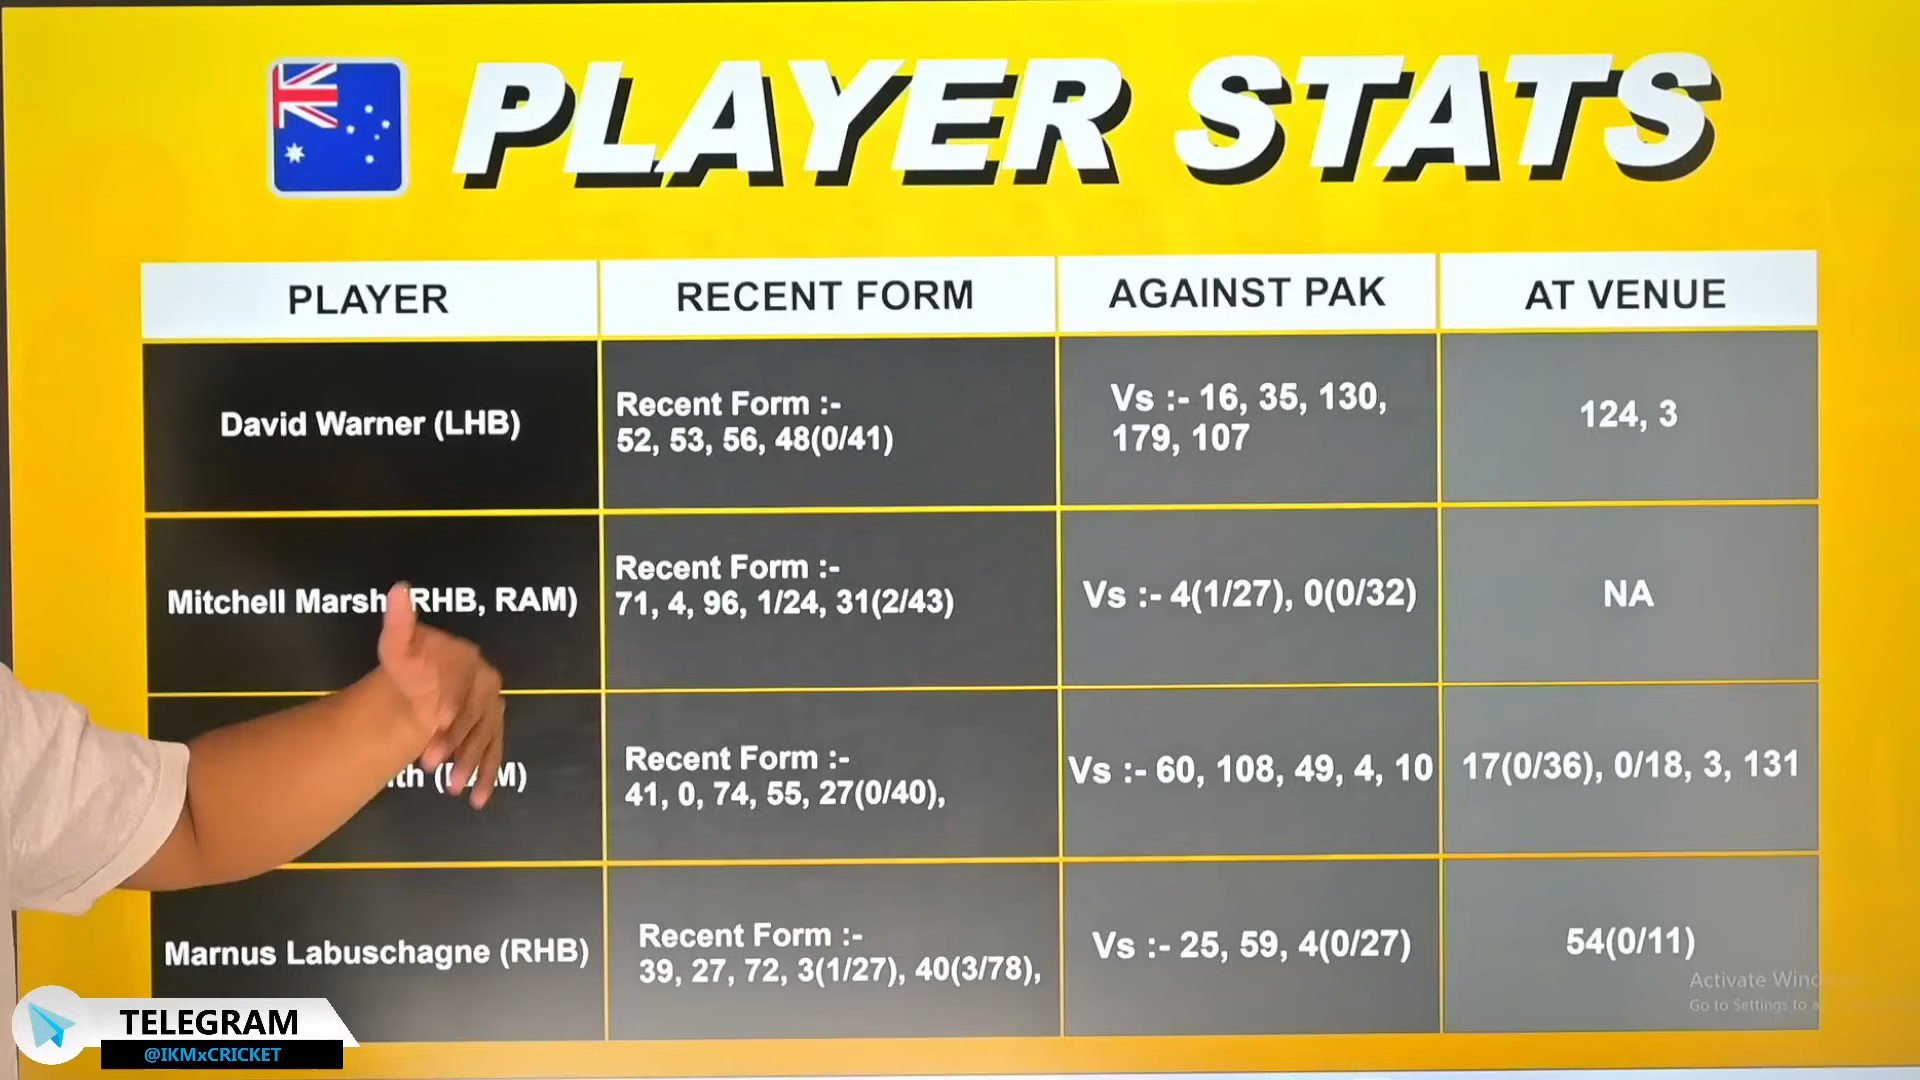 PLAYER STATS
PLAYER
RECENT FORM
AGAINST PAK
AT VENUE
David Warner (LHB)
Recent Form :-
52, 53, 56, 48(0/41)
Vs :- 16, 35, 130,
179, 107
124, 3
Mitchell Marsh (RHB, RAM)
Recent Form :-
71, 4, 96, 1/24, 31(2/43)
Vs :- 4(1/27), 0(0/32)
NA
Recent Form :-
41, 0, 74, 55, 27(0/40),
Vs :- 60, 108, 49, 4, 10
17(0/36), 0/18, 3, 131
Marnus Labuschagne (RHB)
Recent Form :-
39, 27, 72, 3(1/27), 40(3/78),
Vs :- 25, 59, 4(0/27)
54(0/11)
Activate
Go to Settings to
TELEGRAM
@IKMxCRICKET